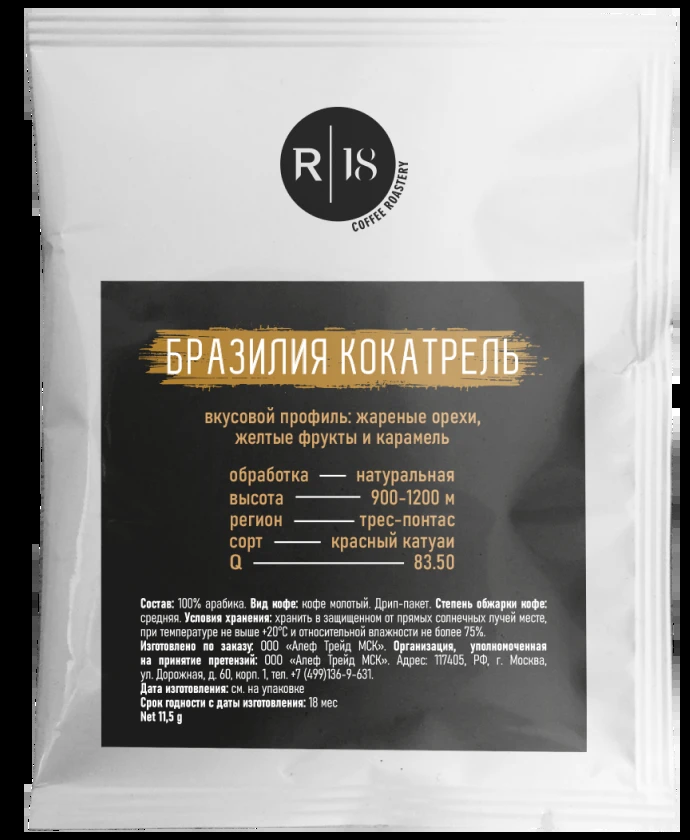 R 18
COFFEE ROASTERY
БРАЗИЛИЯ КОКАТРЕЛЬ
вкусовой профиль: жареные орехи,
желтые фрукты и карамель
обработка — натуральная
высота — 900-1200 м
регион — трес-понтас
сорт — красный катуаи
Q — 83.50
Состав: 100% арабика. Вид кофе: кофе молотый. Дрип-пакет. Степень обжарки кофе:
средняя. Условия хранения: хранить в защищенном от прямых солнечных лучей месте,
при температуре не выше +20°С и относительной влажности не более 75%.
Изготовлено по заказу: ООО «Алеф Трейд МСК». Организация, уполномоченная
на принятие претензий: ООО «Алеф Трейд МСК». Адрес: 117405, РФ, г. Москва,
ул. Дорожная, д. 60, корп. 1, тел. +7 (499)136-9-631.
Дата изготовления: см. на упаковке
Срок годности с даты изготовления: 18 мес
Net 11,5 g